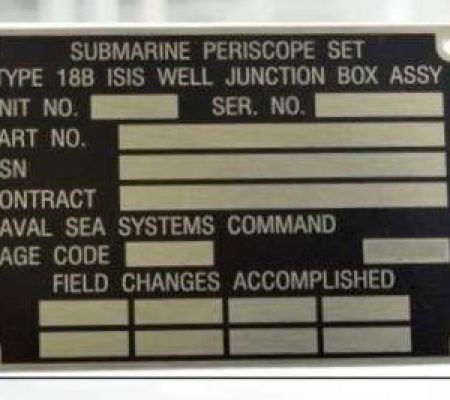 SUBMARINE PERISCOPE SET
TYPE 18B ISIS WELL JUNCTION BOX ASSY
NIT NO. SER. NO.
ART NO.
SN
ONTRACT
AVAL SEA SYSTEMS COMMAND
AGE CODE
FIELD CHANGES ACCOMPLISHED